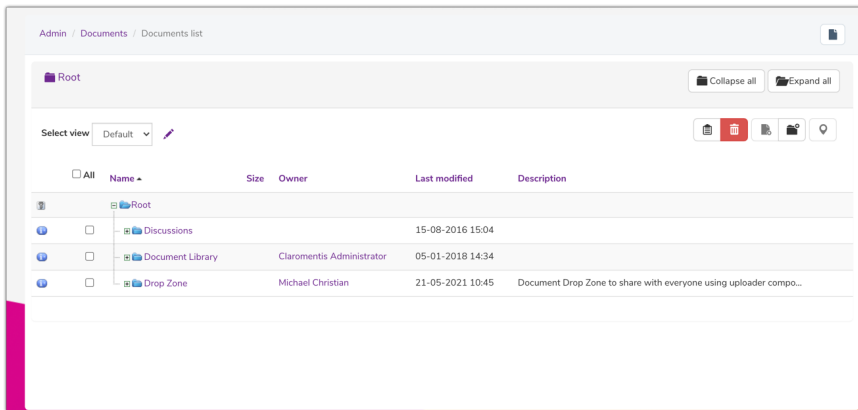 Admin / Documents / Documents list
Root
Collapse all Expand all
Select view Default
All Name Size Owner Last modified Description
Root
Discussions 15-08-2016 15:04
Document Library Claromentis Administrator 05-01-2018 14:34
Drop Zone Michael Christian 21-05-2021 10:45 Document Drop Zone to share with everyone using uploader compo...